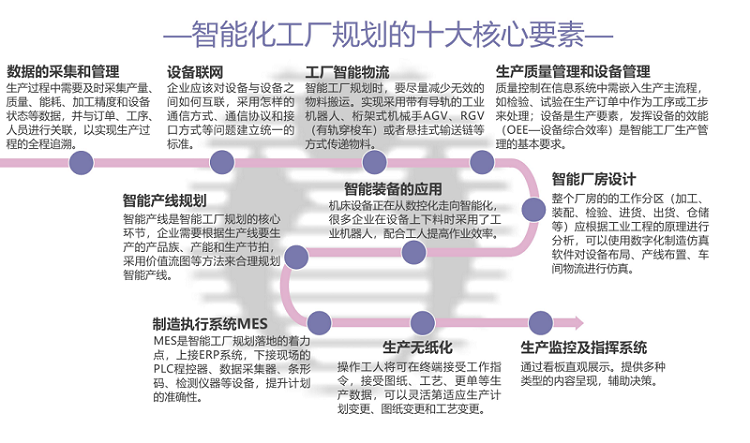 —智能化工厂规划的十大核心要素—
数据的采集和管理
生产过程中需要及时采集产量、
质量、能耗、加工精度和设备
状态等数据，并与订单、工序、
人员进行关联，以实现生产过
程的全程追溯。
设备联网
企业应该对设备与设备之
间如何互联，采用怎样的
通信方式、通信协议和接
口方式等问题建立统一的
标准。
工厂智能物流
智能工厂规划时，要尽量减少无效的
物料搬运。实现采用带有导轨的工业
机器人、桁架式机械手AGV、RGV
（有轨穿梭车）或者悬挂式输送链等
方式传递物料。
生产质量管理和设备管理
质量控制在信息系统中需嵌入生产主流程，
如检验、试验在生产订单中作为工序或工步
来处理；设备是生产要素，发挥设备的效能
（OEE—设备综合效率）是智能工厂生产管
理的基本要求。
智能厂房设计
整个厂房的的工作分区（加工、
装配、检验、进货、出货、仓储
等）应根据工业工程的原理进行
分析，可以使用数字化制造仿真
软件对设备布局、产线布置、车
间物流进行仿真。
智能装备的应用
机床设备正在从数控化走向智能化，
很多企业在设备上下料时采用了工
业机器人，配合工人提高作业效率。
智能产线规划
智能产线是智能工厂规划的核心
环节，企业需要根据生产线要生
产的产品族、产能和生产节拍，
采用价值流图等方法来合理规划
智能产线。
制造执行系统MES
MES是智能工厂规划落地的着力
点，上接ERP系统，下接现场的
PLC程控器、数据采集器、条形
码、检测仪器等设备，提升计划
的准确性。
生产无纸化
操作工人将可在终端接受工作指
令，接受图纸、工艺、更单等生
产数据，可以灵活第适应生产计
划变更、图纸变更和工艺变更。
生产监控及指挥系统
通过看板直观展示。提供多种
类型的内容呈现，辅助决策。